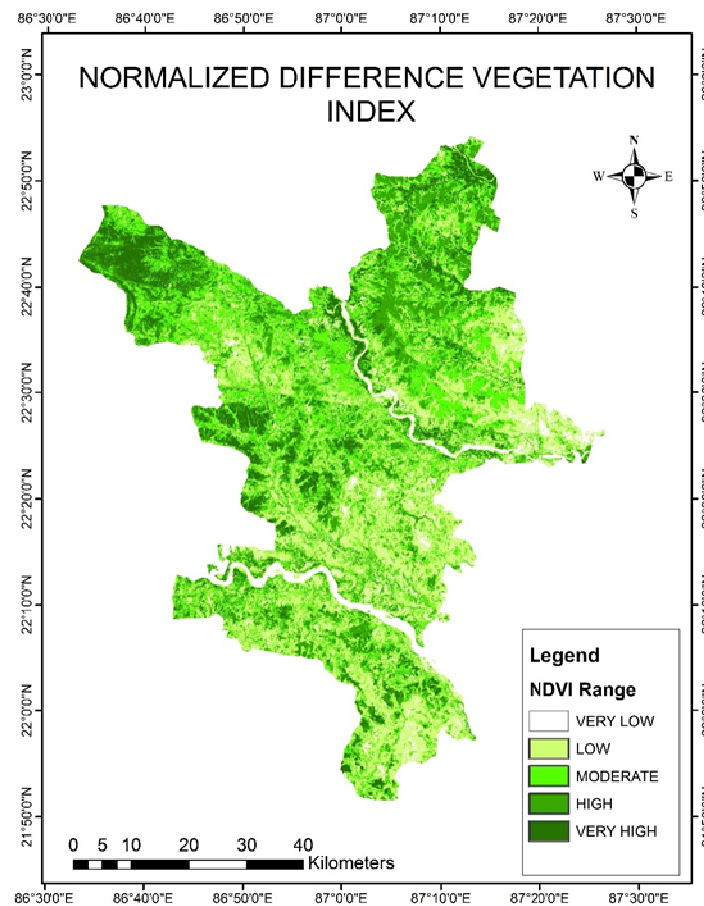 86°30'0"E 86°40'0"E 86°50'0"E 87°0'0"E 87°10'0"E 87°20'0"E 87°30'0"E
NORMALIZED DIFFERENCE VEGETATION
INDEX
N
W E
S
23°0'0"N
22°50'0"N
22°40'0"N
22°30'0"N
22°20'0"N
22°10'0"N
22°0'0"N
21°50'0"N
Legend
NDVI Range
VERY LOW
LOW
MODERATE
HIGH
VERY HIGH
0 5 10 20 30 40
Kilometers
86°30'0"E 86°40'0"E 86°50'0"E 87°0'0"E 87°10'0"E 87°20'0"E 87°30'0"E